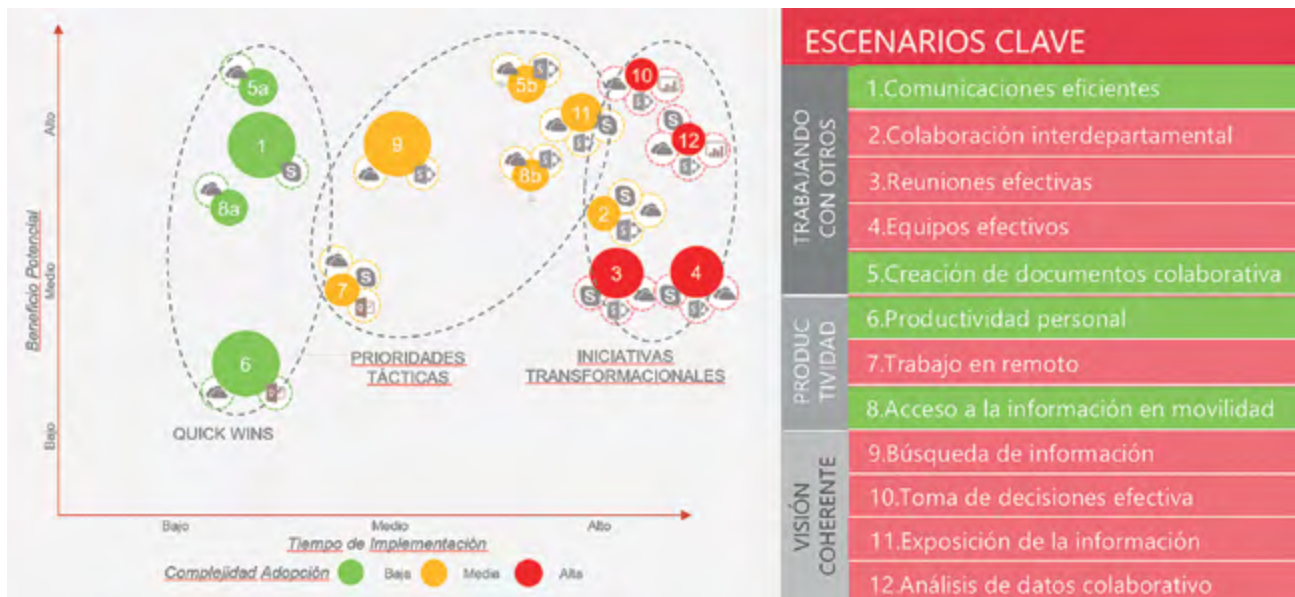 Beneficio Potencial
Alto
Medio
Bajo
5a
1
8a
6
QUICK WINS
9
7
5b
11
8b
PRIORIDADES
TÁCTICAS
10
12
2
3
4
INICIATIVAS
TRANSFORMACIONALES
Bajo
Medio
Alto
Tiempo de Implementación
Complejidad Adopción
Baja
Media
Alta
ESCENARIOS CLAVE
TRABAJANDO
CON OTROS
1.Comunicaciones eficientes
2.Colaboración interdepartamental
3.Reuniones efectivas
4.Equipos efectivos
5.Creación de documentos colaborativa
PRODUC
TIVIDAD
6.Productividad personal
7.Trabajo en remoto
8.Acceso a la información en movilidad
VISIÓN
COHERENTE
9.Búsqueda de información
10.Toma de decisiones efectiva
11.Exposición de la información
12.Análisis de datos colaborativo